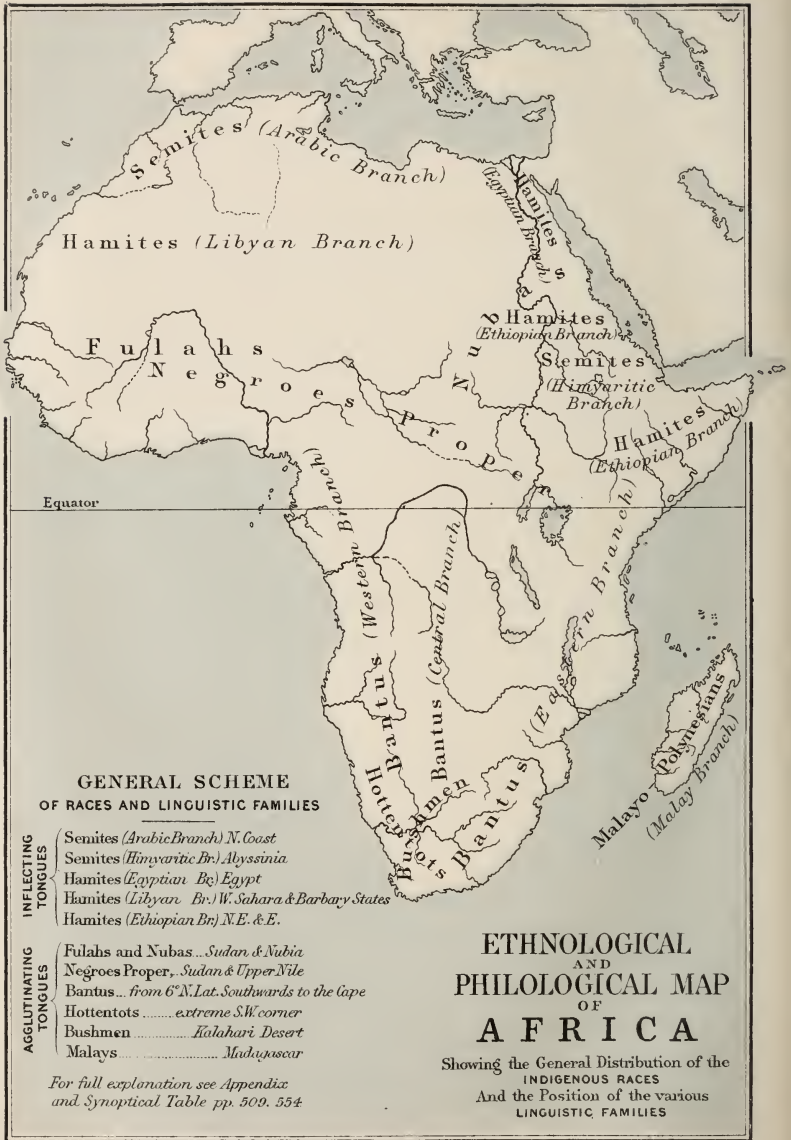 Semites (Arabic Branch)
Hamites (Libyan Branch)
Hamites
(Egyptian Branch)
Nubas
Fulahs
Negroes Proper
Hamites
(Ethiopian Branch)
Semites
(Himyaritic
Branch)
Hamites
(Ethiopian Branch)
Equator
Bantus (Western Branch)
Bantus (Central Branch)
Bantus (Eastern Branch)
Hottentots
Bushmen
Malayo Polynesians
(Malay Branch)
GENERAL SCHEME
OF RACES AND LINGUISTIC FAMILIES
INFLECTING
TONGUES
Semites (Arabic Branch) N. Coast
Semites (Himyaritic Br.) Abyssinia
Hamites (Egyptian Br.) Egypt
Hamites (Libyan Br.) W. Sahara & Barbary States
Hamites (Ethiopian Br.) N.E. & E.
AGGLUTINATING
TONGUES
Fulahs and Nubas... Sudan & Nubia
Negroes Proper,.. Sudan & Upper Nile
Bantus... from 6° N. Lat. Southwards to the Cape
Hottentots ........ extreme S.W. corner
Bushmen ............... Kalahari Desert
Malays......................... Madagascar
For full explanation see Appendix
and Synoptical Table pp. 509. 554
ETHNOLOGICAL
AND
PHILOLOGICAL MAP
OF
AFRICA
Showing the General Distribution of the
INDIGENOUS RACES
And the Position of the various
LINGUISTIC FAMILIES